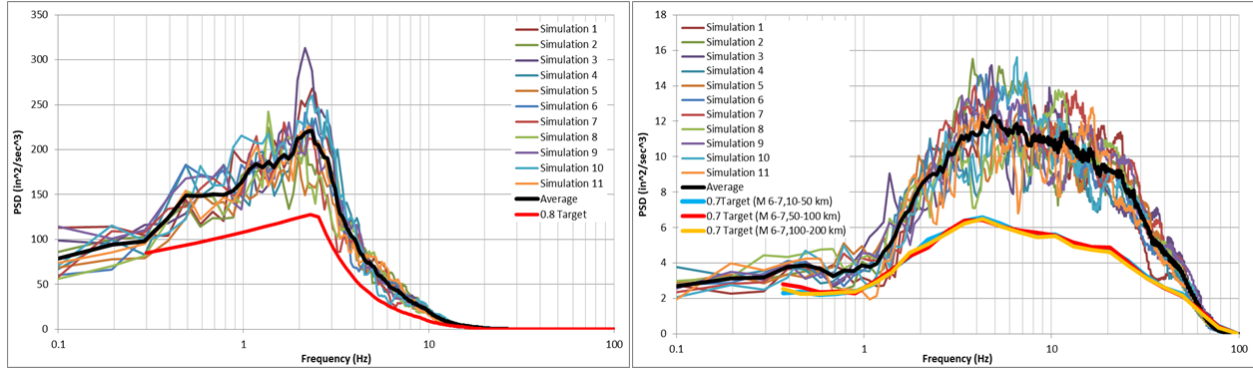 350
300
250
200
150
100
50
0
PSD (in^2/sec^3)
0.1
1
10
100
Frequency (Hz)
Simulation 1
Simulation 2
Simulation 3
Simulation 4
Simulation 5
Simulation 6
Simulation 7
Simulation 8
Simulation 9
Simulation 10
Simulation 11
Average
0.8 Target
18
16
14
12
10
8
6
4
2
0
PSD (in^2/sec^3)
0.1
1
10
100
Frequency (Hz)
Simulation 1
Simulation 2
Simulation 3
Simulation 4
Simulation 5
Simulation 6
Simulation 7
Simulation 8
Simulation 9
Simulation 10
Simulation 11
Average
0.7Target (M 6-7,10-50 km)
0.7 Target (M 6-7,50-100 km)
0.7 Target (M 6-7,100-200 km)